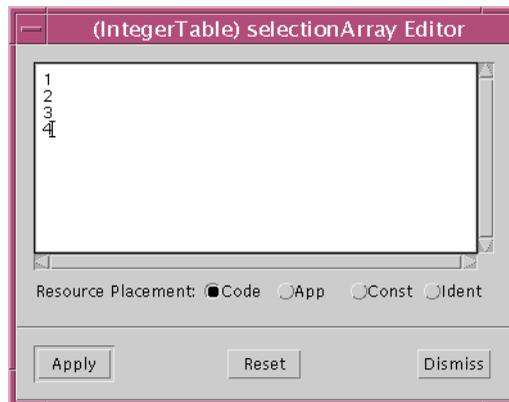 (IntegerTable) selectionArray Editor
1
2
3
4
Resource Placement: Code App Const Ident
Apply Reset Dismiss